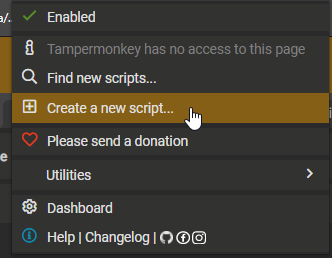 a/.
Enabled
Tampermonkey has no access to this page
Find new scripts...
Create a new script...
Please send a donation
e
Utilities
Dashboard
Help | Changelog |